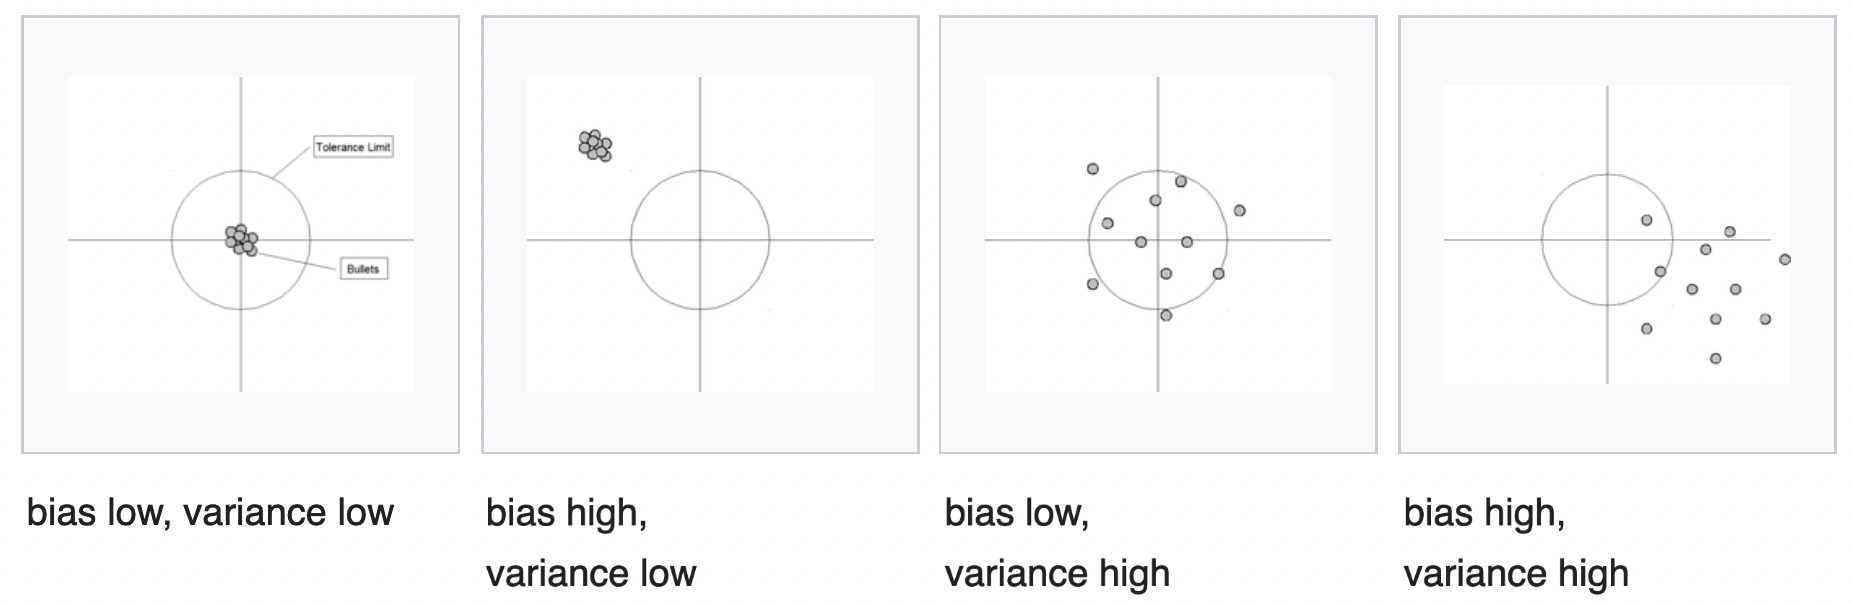 Tolerance Limit
Bullets
bias low, variance low
bias high,
variance low
bias low,
variance high
bias high,
variance high